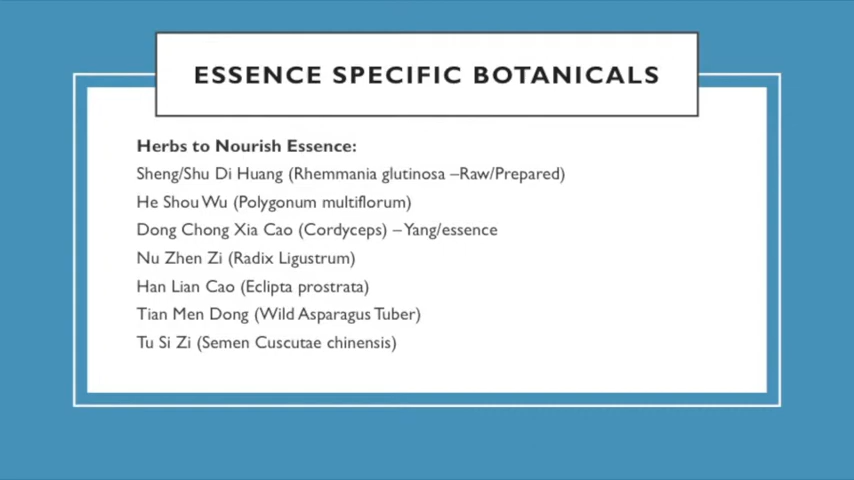 ESSENCE SPECIFIC BOTANICALS
Herbs to Nourish Essence:
Sheng/Shu Di Huang (Rhemmania glutinosa –Raw/Prepared)
He Shou Wu (Polygonum multiflorum)
Dong Chong Xia Cao (Cordyceps) – Yang/essence
Nu Zhen Zi (Radix Ligustrum)
Han Lian Cao (Eclipta prostrata)
Tian Men Dong (Wild Asparagus Tuber)
Tu Si Zi (Semen Cuscutae chinensis)